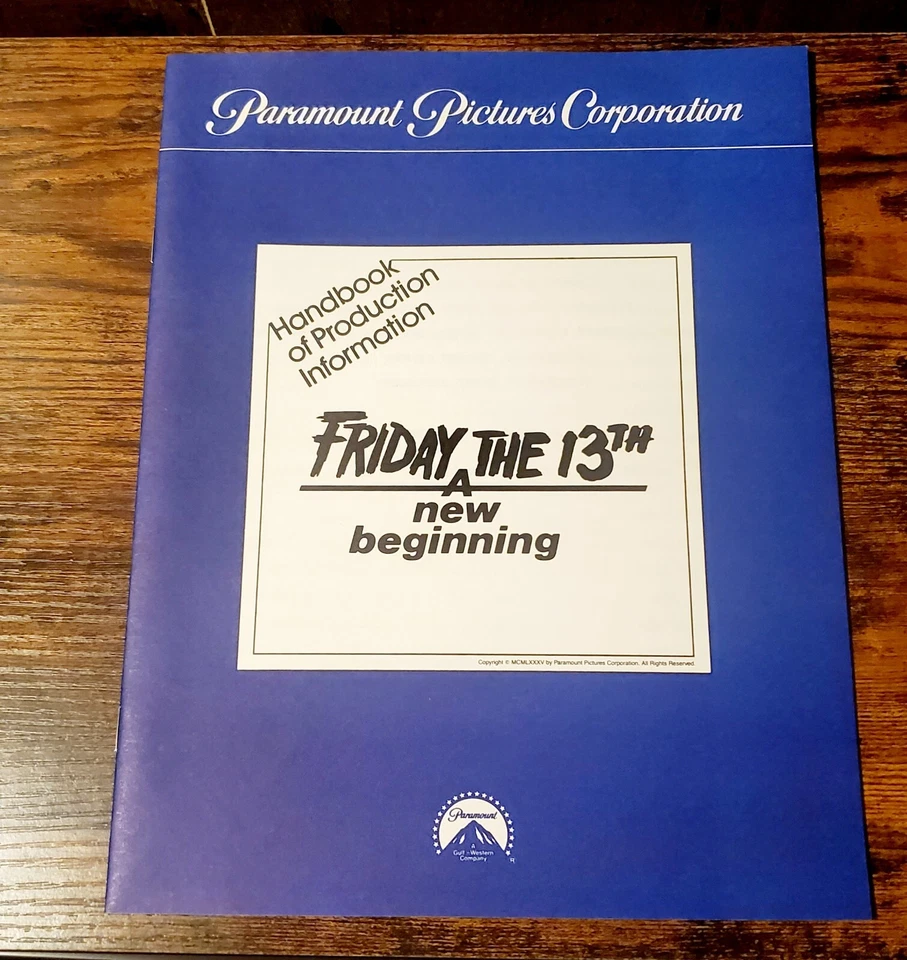 Paramount Pictures Corporation
Handbook
of Production
Information
FRIDAY THE 13TH
A
new
beginning
Copyright © MCMLXXXV by Paramount Pictures Corporation. All Rights Reserved.
Paramount
A
Gulf+Western
Company
R